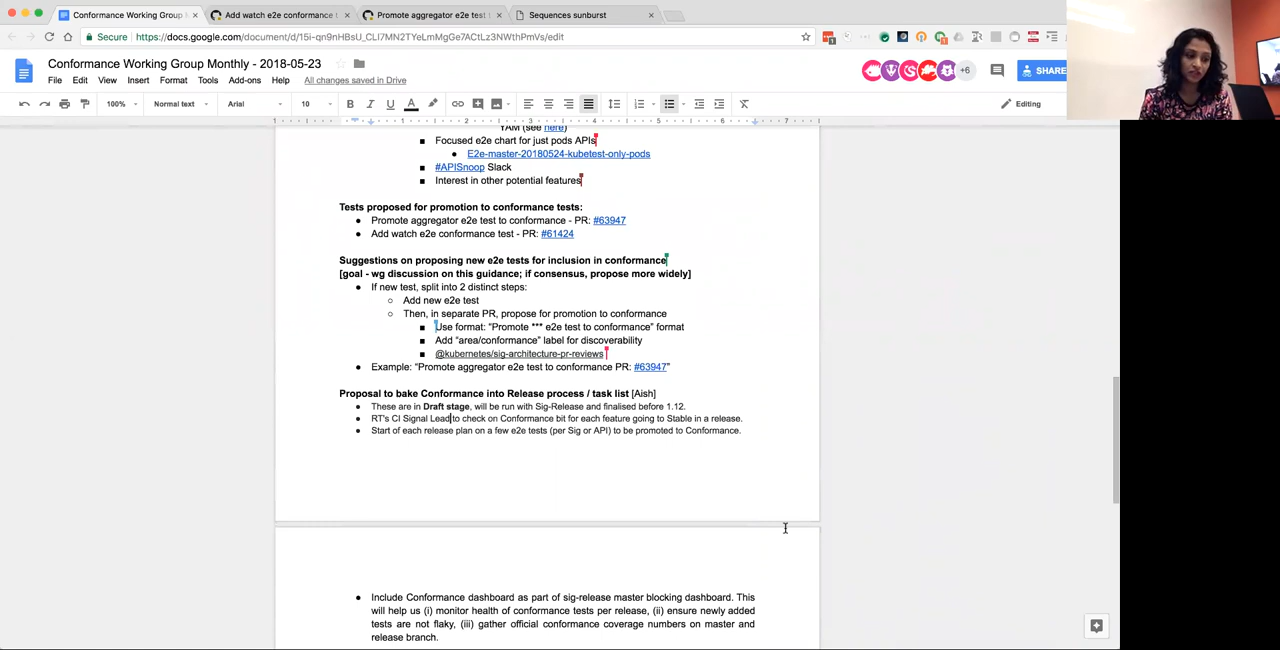 Conformance Working Group
Add watch e2e conformance t
Promote aggregator e2e test t
Sequences sunburst
Secure
https://docs.google.com/document/d/15i-qn9nHBsU_CLI7MN2TYeLmMgGe7ACtLz3NWthPmVs/edit
Conformance Working Group Monthly - 2018-05-23
+6
SHARE
File Edit View Insert Format Tools Add-ons Help All changes saved in Drive
100% Normal text Arial 10 B I U A Editing
1 1 2 3 4 5 6 7
YAM (see here)
■ Focused e2e chart for just pods APIs
● E2e-master-20180524-kubetest-only-pods
■ #APISnoop Slack
■ Interest in other potential features
Tests proposed for promotion to conformance tests:
● Promote aggregator e2e test to conformance - PR: #63947
● Add watch e2e conformance test - PR: #61424
Suggestions on proposing new e2e tests for inclusion in conformance
[goal - wg discussion on this guidance; if consensus, propose more widely]
● If new test, split into 2 distinct steps:
○ Add new e2e test
○ Then, in separate PR, propose for promotion to conformance
■ Use format: “Promote *** e2e test to conformance” format
■ Add “area/conformance” label for discoverability
■ @kubernetes/sig-architecture-pr-reviews
● Example: “Promote aggregator e2e test to conformance PR: #63947”
Proposal to bake Conformance into Release process / task list [Aish]
● These are in Draft stage, will be run with Sig-Release and finalised before 1.12.
● RT's CI Signal Lead to check on Conformance bit for each feature going to Stable in a release.
● Start of each release plan on a few e2e tests (per Sig or API) to be promoted to Conformance.
● Include Conformance dashboard as part of sig-release master blocking dashboard. This
will help us (i) monitor health of conformance tests per release, (ii) ensure newly added
tests are not flaky, (iii) gather official conformance coverage numbers on master and
release branch.